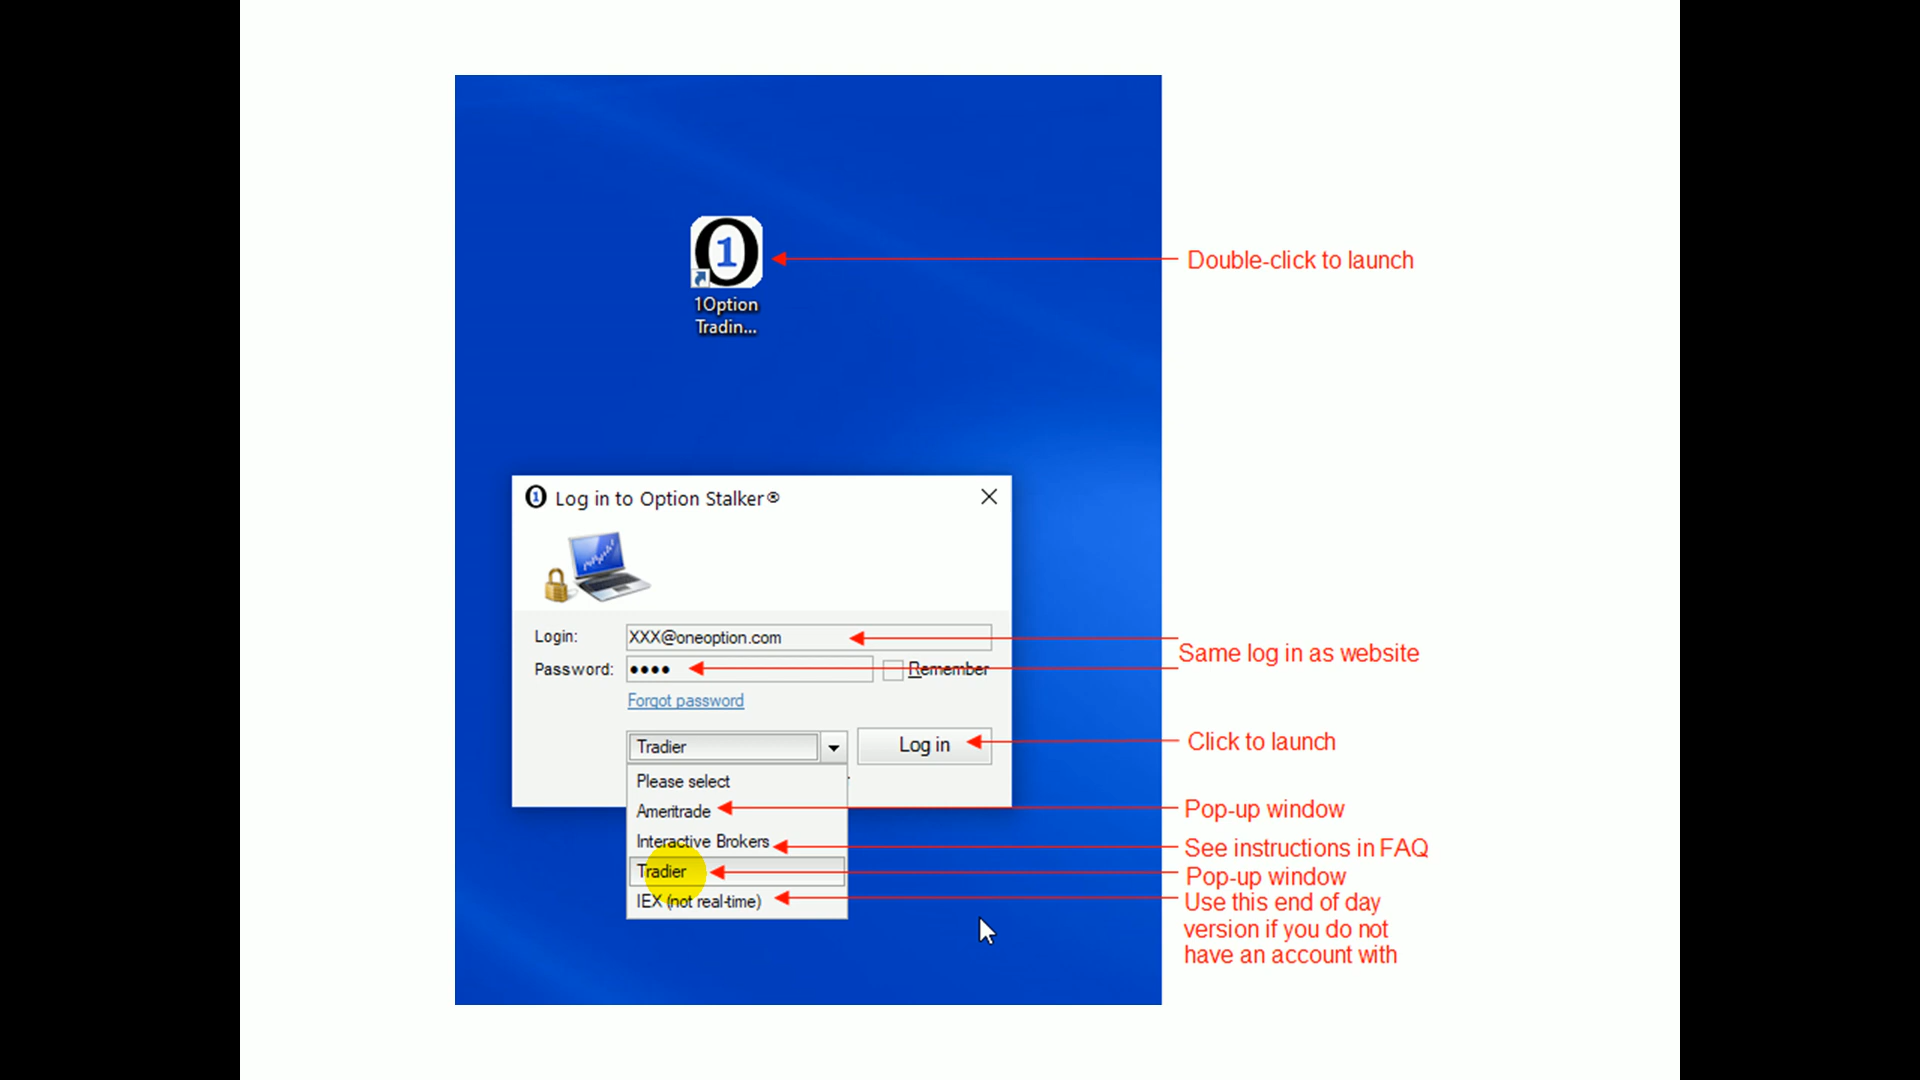 1Option
Tradin...
Double-click to launch
Log in to Option Stalker®
Login:
XXX@oneoption.com
Same log in as website
Password:
Remember
Forgot password
Tradier
Log in
Click to launch
Please select
Ameritrade
Pop-up window
Interactive Brokers
See instructions in FAQ
Tradier
Pop-up window
IEX (not real-time)
Use this end of day
version if you do not
have an account with